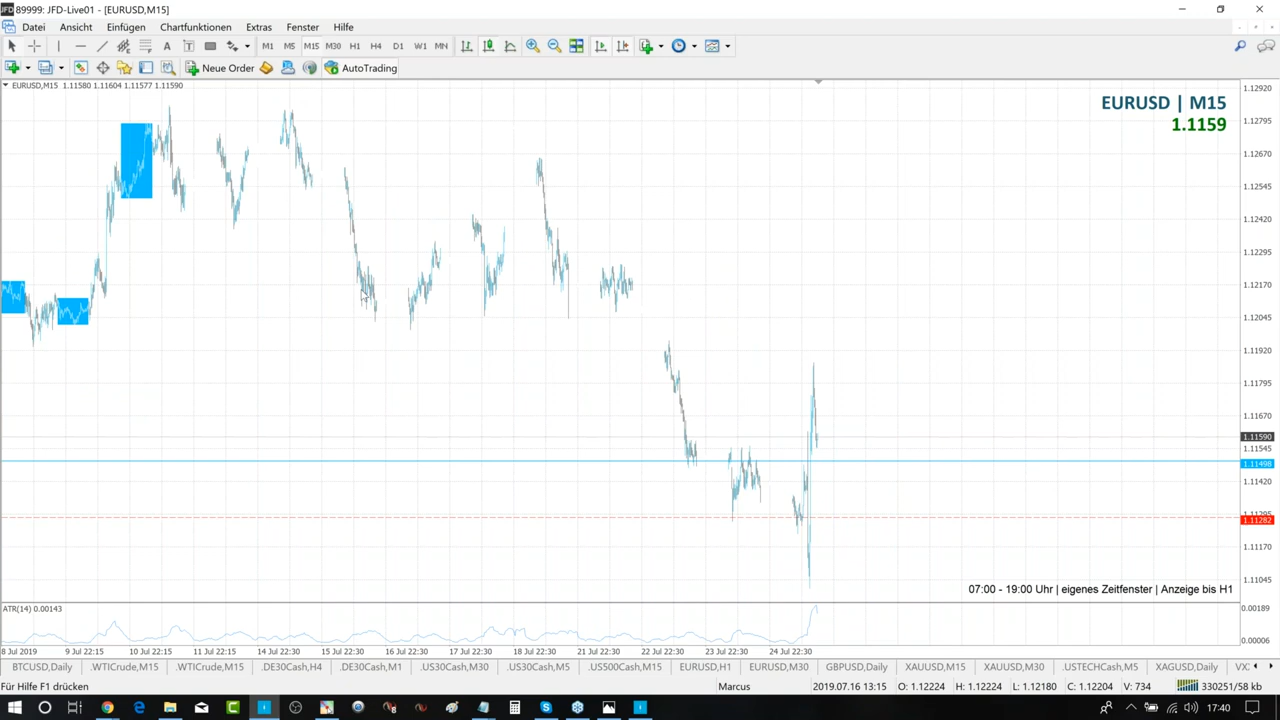 89999: JFD-Live01 - [EURUSD,M15]
Datei Ansicht Einfügen Chartfunktionen Extras Fenster Hilfe
A T M1 M5 M15 M30 H1 H4 D1 W1 MN
New Order AutoTrading
EURUSD,M15 1.11580 1.11604 1.11577 1.11590
EURUSD | M15
1.1159
1.12920
1.12795
1.12670
1.12545
1.12420
1.12295
1.12170
1.12045
1.11920
1.11795
1.11670
1.11590
1.11545
1.11498
1.11420
1.11295
1.11282
1.11170
1.11045
07:00 - 19:00 Uhr | eigenes Zeitfenster | Anzeige bis H1
ATR(14) 0.00143
0.00189
0.00006
8 Jul 2019 9 Jul 22:15 10 Jul 22:15 11 Jul 22:15 14 Jul 22:30 15 Jul 22:30 16 Jul 22:30 17 Jul 22:30 18 Jul 22:30 21 Jul 22:30 22 Jul 22:30 23 Jul 22:30 24 Jul 22:30
BTCUSD,Daily .WTICrude,M15 .WTICrude,M15 .DE30Cash,H4 .DE30Cash,M1 .US30Cash,M30 .US30Cash,M5 .US500Cash,M15 EURUSD,H1 EURUSD,M30 GBPUSD,Daily XAUUSD,M15 XAUUSD,M30 .USTECHCash,M5 XAGUSD,Daily VX
Für Hilfe F1 drücken Marcus 2019.07.16 13:15 O: 1.12224 H: 1.12224 L: 1.12180 C: 1.12204 V: 734 330251/58 kb
17:40